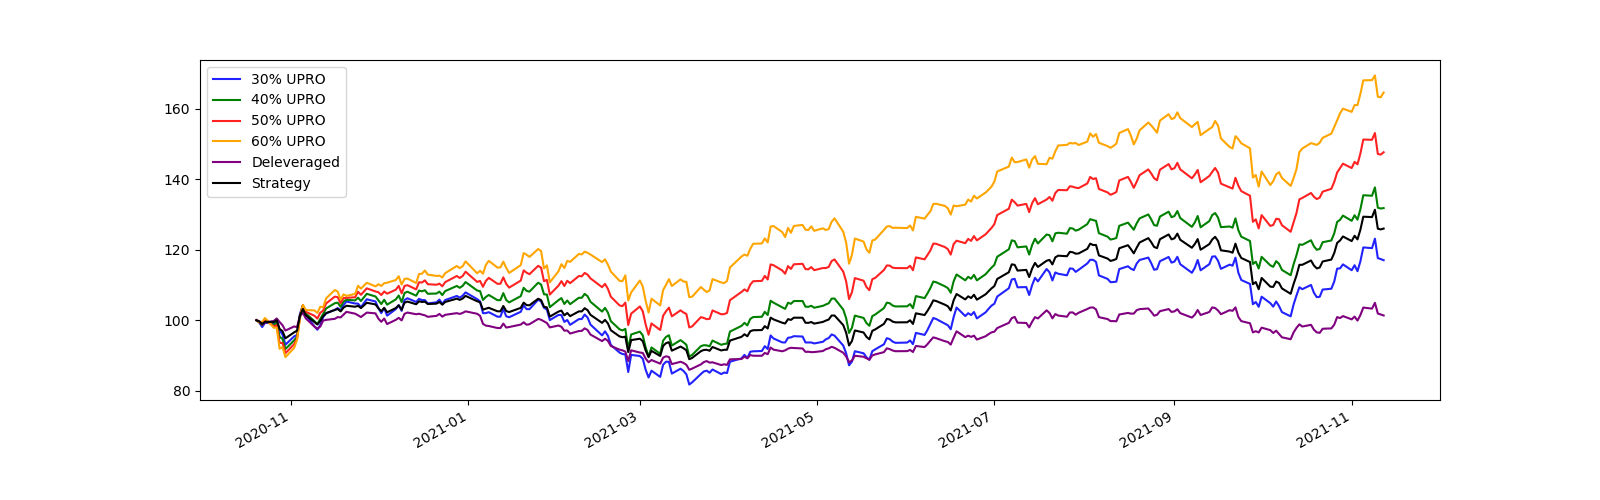 30% UPRO
40% UPRO
50% UPRO
60% UPRO
Deleveraged
Strategy
160
140
120
100
80
2020-11
2021-01
2021-03
2021-05
2021-07
2021-09
2021-11